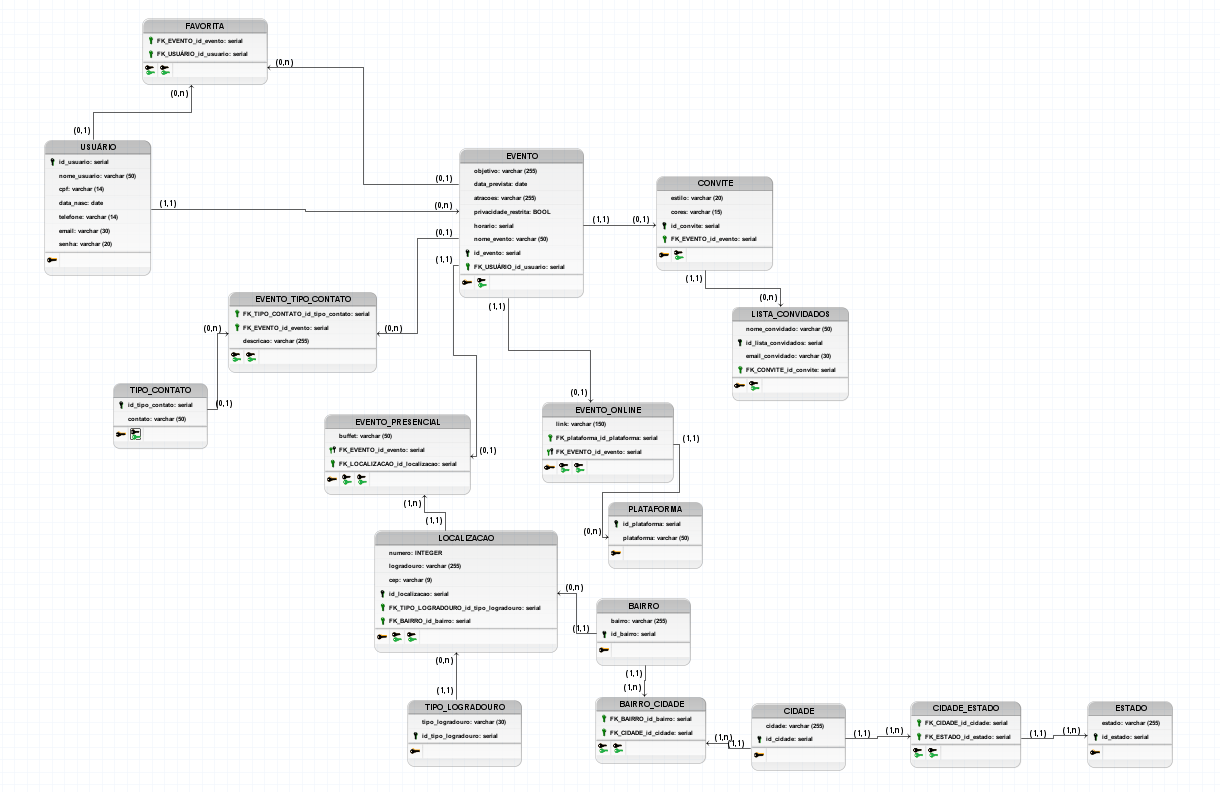 FAVORITA
FK_EVENTO_id_evento: serial
FK_USUÁRIO_id_usuario: serial
(0,n)
(0,n)
(0,1)
USUÁRIO
id_usuario: serial
nome_usuario: varchar (50)
cpf: varchar (14)
data_nasc: date
telefone: varchar (14)
email: varchar (30)
senha: varchar (20)
(1,1)
(0,1)
(0,n)
(0,1)
(1,1)
EVENTO
objetivo: varchar (255)
data_prevista: date
atracoes: varchar (255)
privacidade_restrita: BOOL
horario: serial
nome_evento: varchar (50)
id_evento: serial
FK_USUÁRIO_id_usuario: serial
(1,1)
(0,1)
(1,1)
CONVITE
estilo: varchar (20)
cores: varchar (15)
id_convite: serial
FK_EVENTO_id_evento: serial
(1,1)
(0,n)
LISTA_CONVIDADOS
nome_convidado: varchar (50)
id_lista_convidados: serial
email_convidado: varchar (30)
FK_CONVITE_id_convite: serial
EVENTO_TIPO_CONTATO
FK_TIPO_CONTATO_id_tipo_contato: serial
FK_EVENTO_id_evento: serial
descricao: varchar (255)
(0,n)
(0,n)
TIPO_CONTATO
id_tipo_contato: serial
contato: varchar (50)
(0,1)
EVENTO_PRESENCIAL
buffet: varchar (50)
FK_EVENTO_id_evento: serial
FK_LOCALIZACAO_id_localizacao: serial
(0,1)
(0,1)
EVENTO_ONLINE
link: varchar (150)
FK_plataforma_id_plataforma: serial
FK_EVENTO_id_evento: serial
(1,1)
(0,n)
PLATAFORMA
id_plataforma: serial
plataforma: varchar (50)
(1,n)
(1,1)
LOCALIZACAO
numero: INTEGER
logradouro: varchar (255)
cep: varchar (9)
id_localizacao: serial
FK_TIPO_LOGRADOURO_id_tipo_logradouro: serial
FK_BAIRRO_id_bairro: serial
(0,n)
(1,1)
BAIRRO
bairro: varchar (255)
id_bairro: serial
(0,n)
(1,1)
TIPO_LOGRADOURO
tipo_logradouro: varchar (30)
id_tipo_logradouro: serial
(1,1)
(1,n)
BAIRRO_CIDADE
FK_BAIRRO_id_bairro: serial
FK_CIDADE_id_cidade: serial
(1,n)
(1,1)
CIDADE
cidade: varchar (255)
id_cidade: serial
(1,1)
(1,n)
CIDADE_ESTADO
FK_CIDADE_id_cidade: serial
FK_ESTADO_id_estado: serial
(1,1)
(1,n)
ESTADO
estado: varchar (255)
id_estado: serial